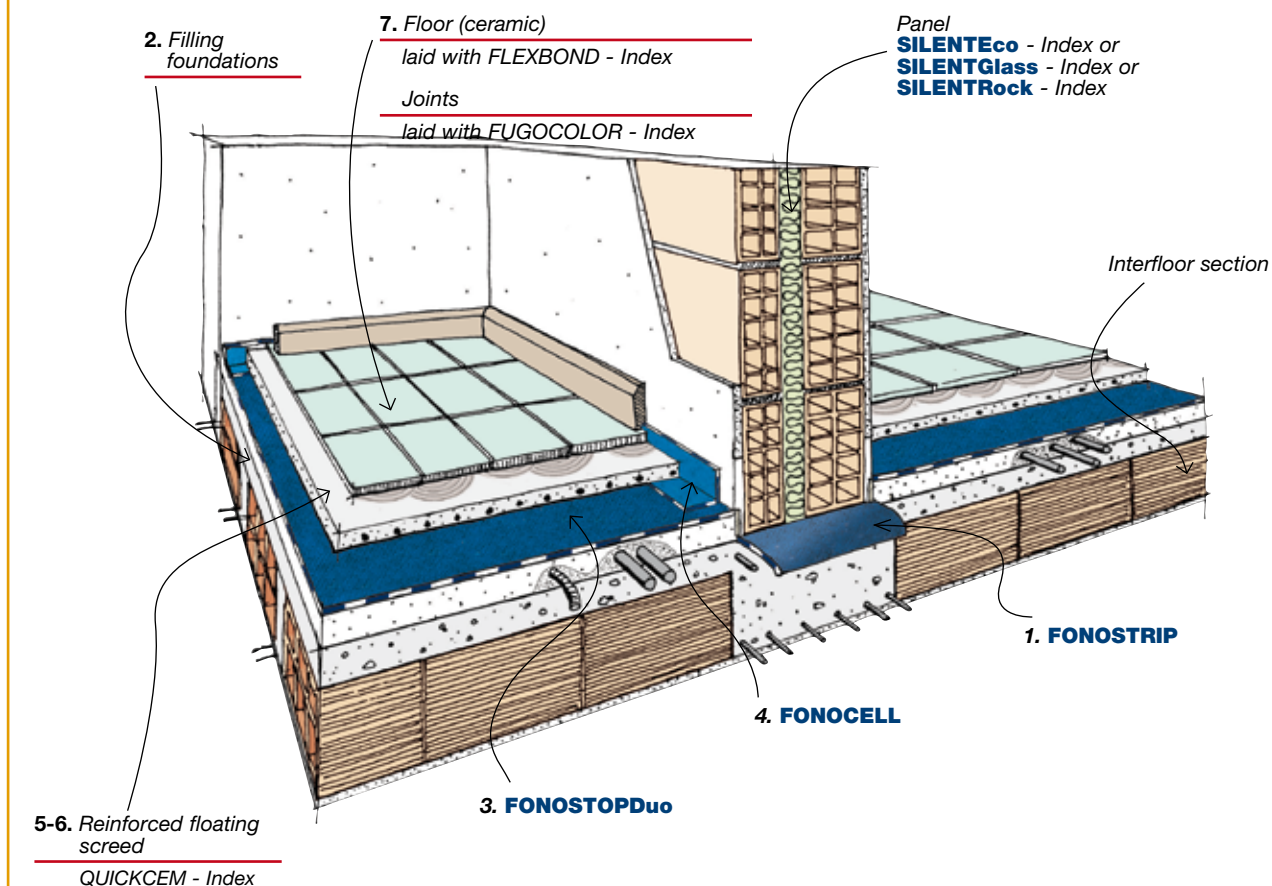 2. Filling
foundations
7. Floor (ceramic)
laid with FLEXBOND - Index
Joints
laid with FUGOCOLOR - Index
Panel
SILENTEco - Index or
SILENTGlass - Index or
SILENTRock - Index
Interfloor section
1. FONOSTRIP
4. FONOCELL
3. FONOSTOPDuo
5-6. Reinforced floating
screed
QUICKCEM - Index